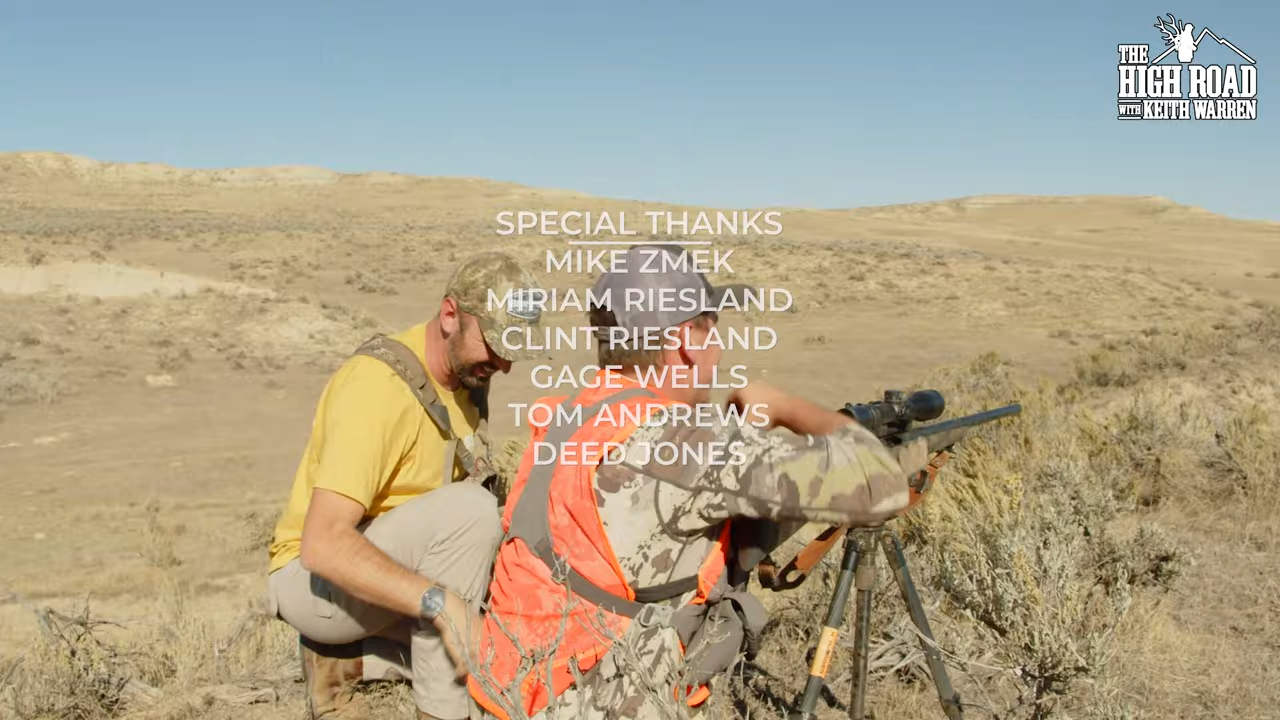 THE
HIGH ROAD
WITH KEITH WARREN
SPECIAL THANKS
MIKE ZMEK
MIRIAM RIESLAND
CLINT RIESLAND
GAGE WELLS
TOM ANDREWS
DEED JONES